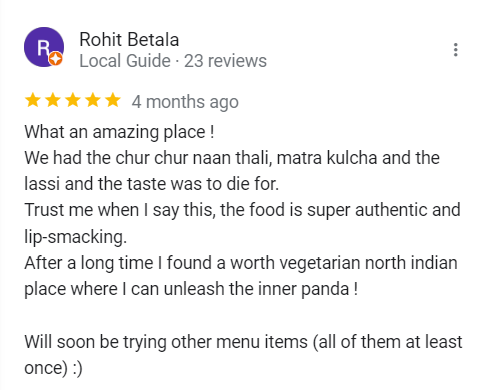 R
Rohit Betala
Local Guide · 23 reviews
4 months ago
What an amazing place !
We had the chur chur naan thali, matra kulcha and the
lassi and the taste was to die for.
Trust me when I say this, the food is super authentic and
lip-smacking.
After a long time I found a worth vegetarian north indian
place where I can unleash the inner panda !
Will soon be trying other menu items (all of them at least
once) :)